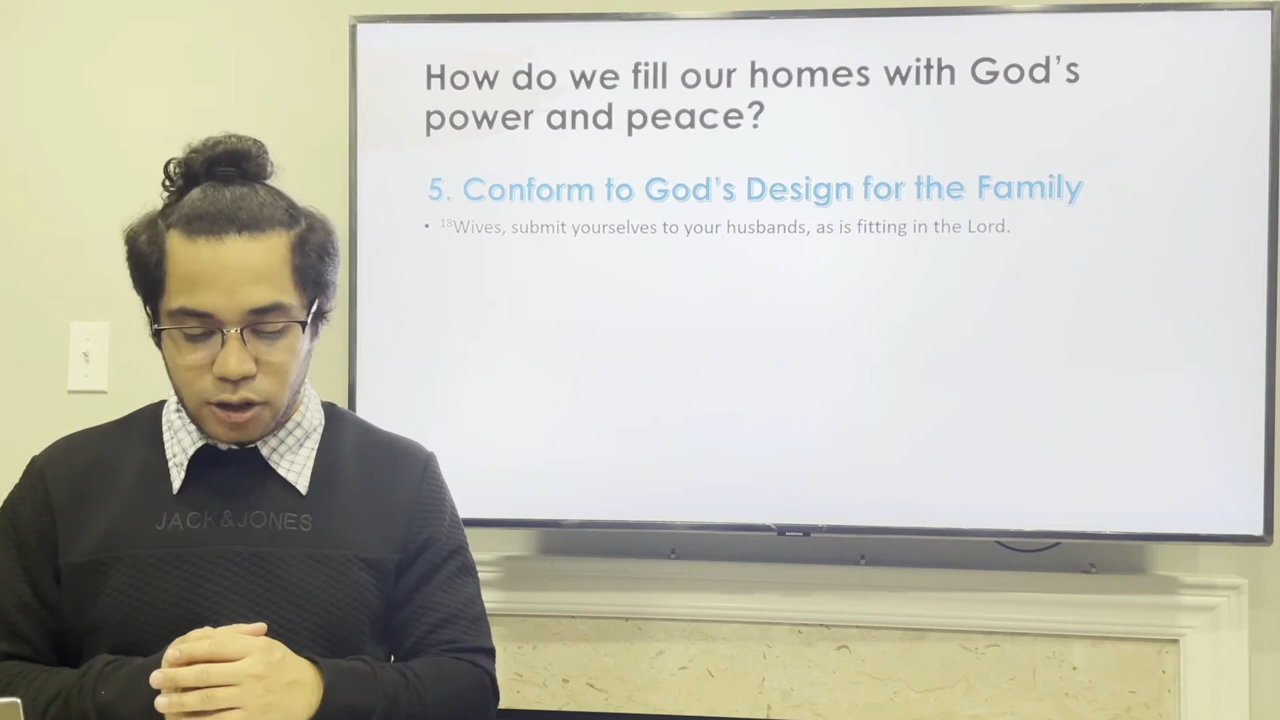 How do we fill our homes with God's
power and peace?
5. Conform to God's Design for the Family
• 18Wives, submit yourselves to your husbands, as is fitting in the Lord.
JACK&JONES
SAMSUNG